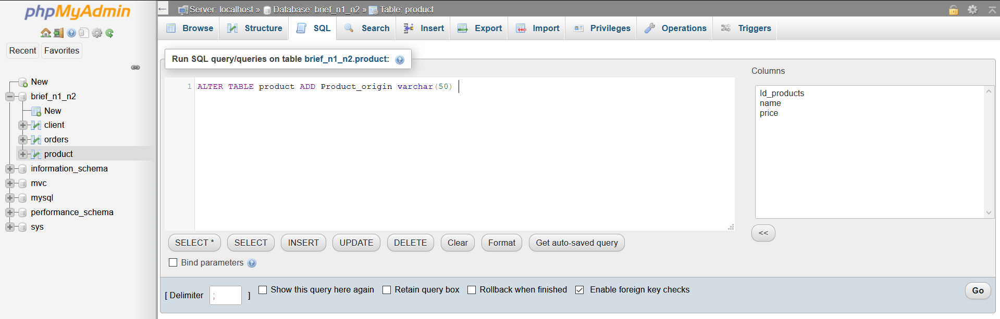 phpMyAdmin
Recent Favorites
New
brief_n1_n2
New
client
orders
product
information_schema
mvc
mysql
performance_schema
sys
← Server: localhost » Database: brief_n1_n2 » Table: product
Browse Structure SQL Search Insert Export Import Privileges Operations Triggers
Run SQL query/queries on table brief_n1_n2.product:
1 ALTER TABLE product ADD Product_origin varchar(50)
Columns
Id_products
name
price
<<
SELECT * SELECT INSERT UPDATE DELETE Clear Format Get auto-saved query
Bind parameters
[ Delimiter ; ] Show this query here again Retain query box Rollback when finished Enable foreign key checks
Go